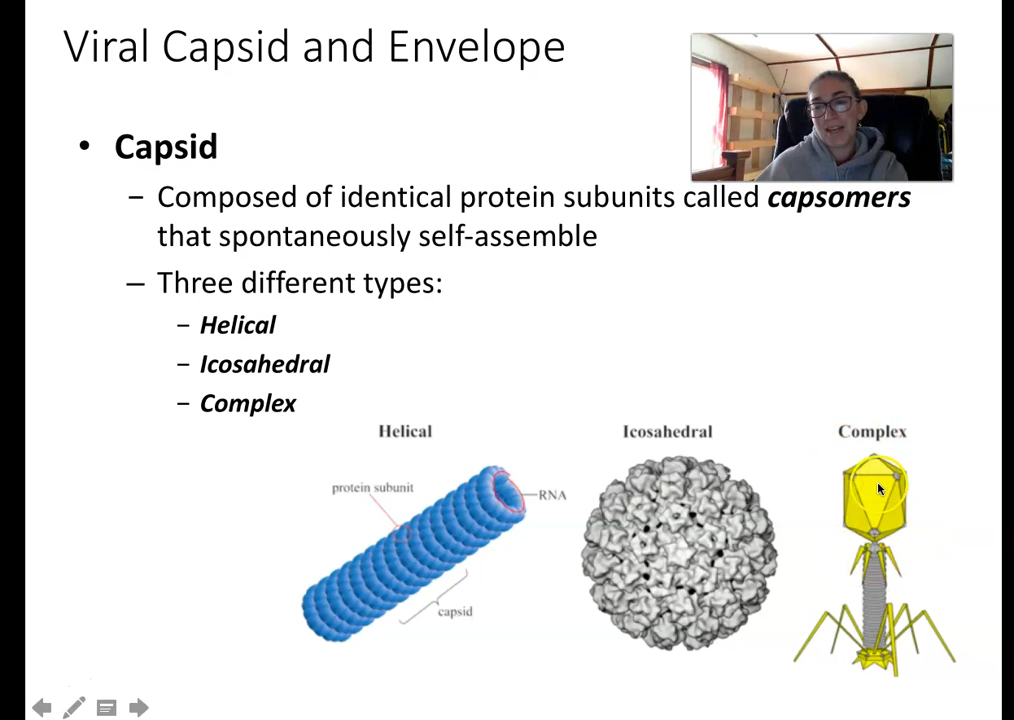 Viral Capsid and Envelope
• Capsid
– Composed of identical protein subunits called capsomers
that spontaneously self-assemble
– Three different types:
– Helical
– Icosahedral
– Complex
Helical
Icosahedral
Complex
protein subunit
RNA
capsid